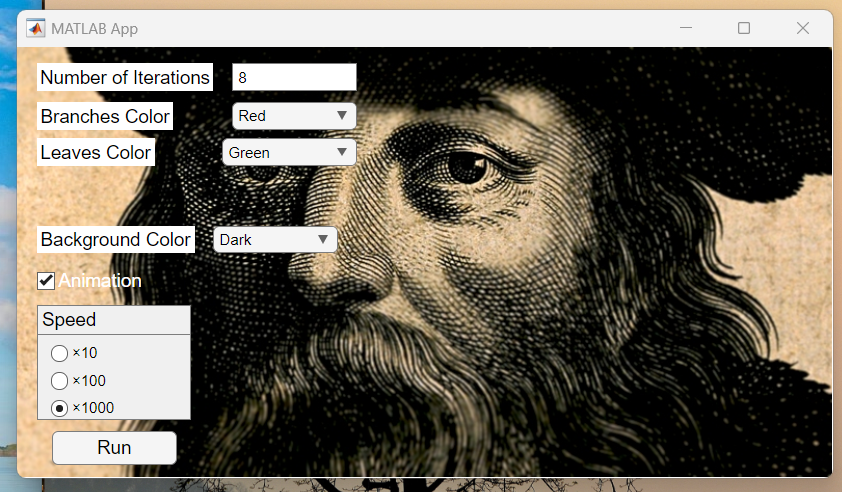 MATLAB App
Number of Iterations 8
Branches Color Red
Leaves Color Green
Background Color Dark
Animation
Speed
×10
×100
×1000
Run